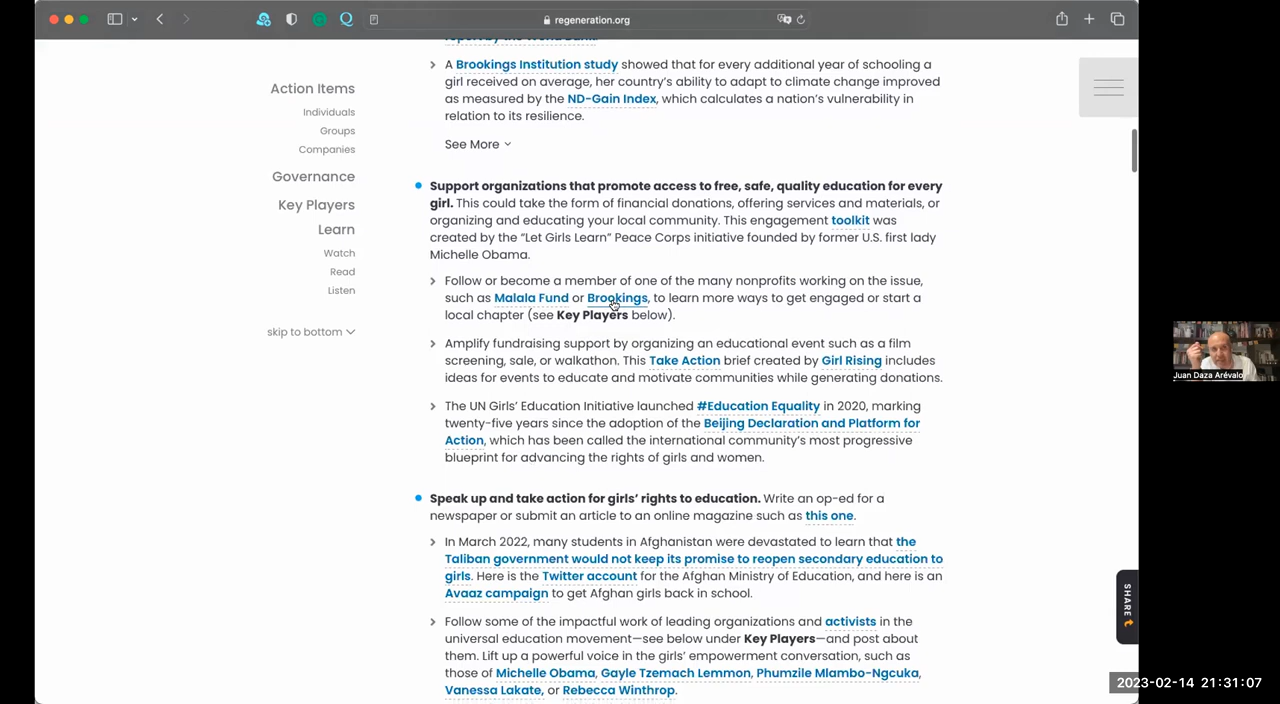 regeneration.org
report by the World Bank.
Action Items
Individuals
Groups
Companies
Governance
Key Players
Learn
Watch
Read
Listen
skip to bottom
A Brookings Institution study showed that for every additional year of schooling a
girl received on average, her country's ability to adapt to climate change improved
as measured by the ND-Gain Index, which calculates a nation's vulnerability in
relation to its resilience.
See More
Support organizations that promote access to free, safe, quality education for every
girl. This could take the form of financial donations, offering services and materials, or
organizing and educating your local community. This engagement toolkit was
created by the “Let Girls Learn” Peace Corps initiative founded by former U.S. first lady
Michelle Obama.
Follow or become a member of one of the many nonprofits working on the issue,
such as Malala Fund or Brookings, to learn more ways to get engaged or start a
local chapter (see Key Players below).
Amplify fundraising support by organizing an educational event such as a film
screening, sale, or walkathon. This Take Action brief created by Girl Rising includes
ideas for events to educate and motivate communities while generating donations.
The UN Girls' Education Initiative launched #Education Equality in 2020, marking
twenty-five years since the adoption of the Beijing Declaration and Platform for
Action, which has been called the international community's most progressive
blueprint for advancing the rights of girls and women.
Speak up and take action for girls' rights to education. Write an op-ed for a
newspaper or submit an article to an online magazine such as this one.
In March 2022, many students in Afghanistan were devastated to learn that the
Taliban government would not keep its promise to reopen secondary education to
girls. Here is the Twitter account for the Afghan Ministry of Education, and here is an
Avaaz campaign to get Afghan girls back in school.
Follow some of the impactful work of leading organizations and activists in the
universal education movement—see below under Key Players—and post about
them. Lift up a powerful voice in the girls' empowerment conversation, such as
those of Michelle Obama, Gayle Tzemach Lemmon, Phumzile Mlambo-Ngcuka,
Vanessa Lakate, or Rebecca Winthrop.
SHARE
Juan Daza Arévalo
2023-02-14 21:31:07